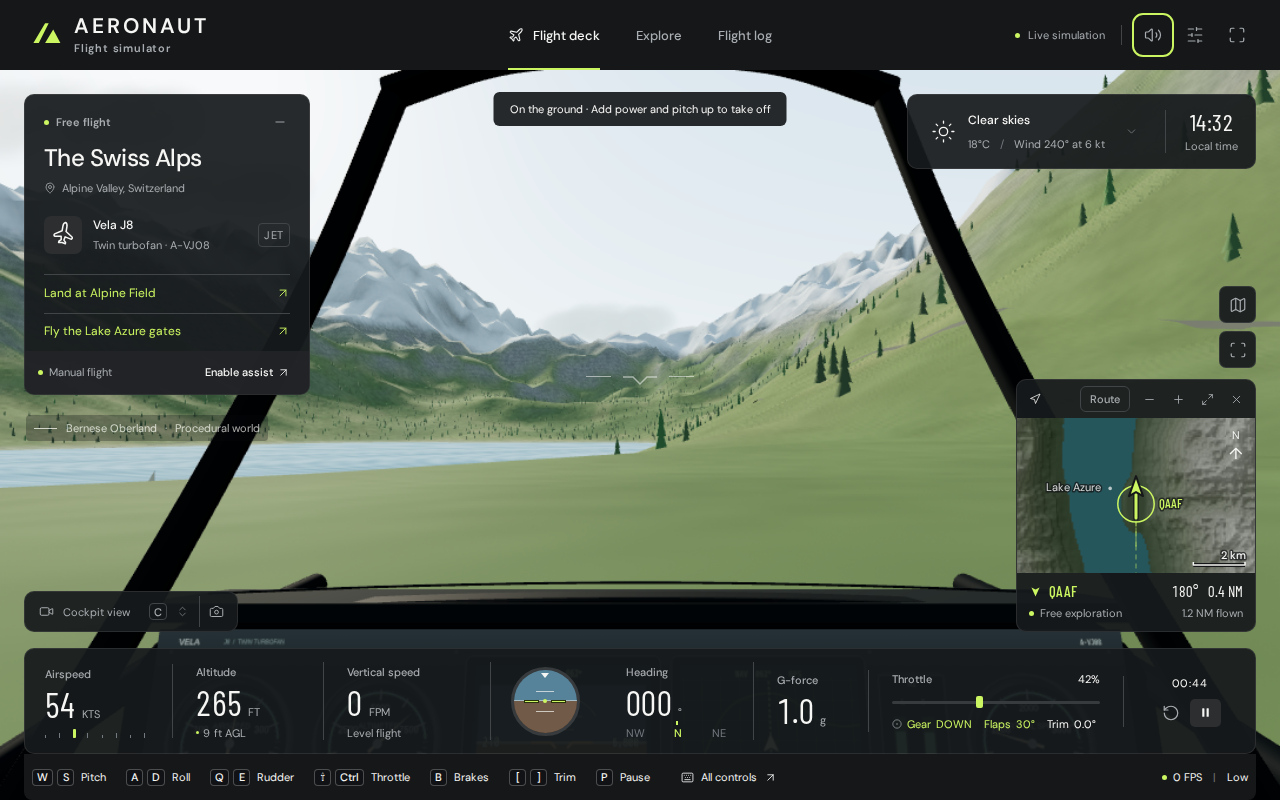 AERONAUT
Flight simulator
Flight deck
Explore
Flight log
Live simulation
Free flight
The Swiss Alps
Alpine Valley, Switzerland
Vela J8
Twin turbofan · A-VJ08
JET
Land at Alpine Field
Fly the Lake Azure gates
Manual flight
Enable assist
Bernese Oberland
Procedural world
On the ground · Add power and pitch up to take off
Clear skies
18°C / Wind 240° at 6 kt
14:32
Local time
Route
N
Lake Azure
QAAF
2 km
QAAF 180° 0.4 NM
Free exploration 1.2 NM flown
Cockpit view C
VELA
Airspeed
54 KTS
Altitude
265 FT
9 ft AGL
Vertical speed
0 FPM
Level flight
Heading
000°
NW N NE
G-force
1.0 g
Throttle 42%
Gear DOWN Flaps 30° Trim 0.0°
00:44
W S Pitch
A D Roll
Q E Rudder
⇧ Ctrl Throttle
B Brakes
[ ] Trim
P Pause
All controls
0 FPS | Low